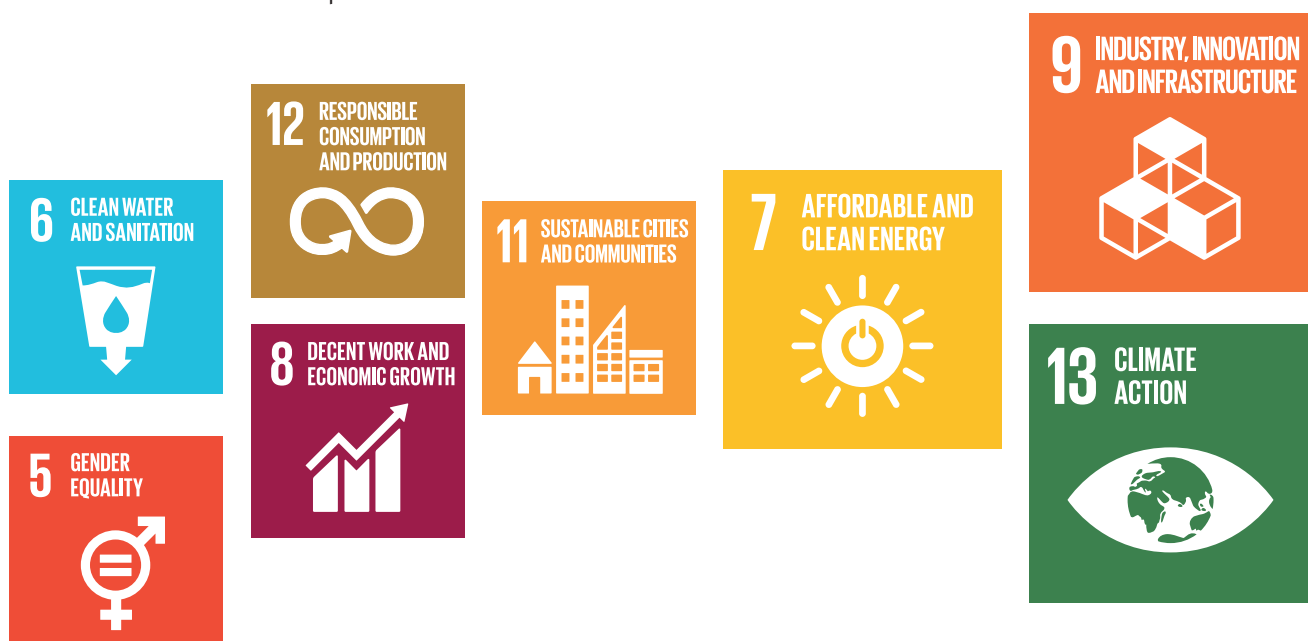 6 CLEAN WATER
AND SANITATION
5 GENDER
EQUALITY
12 RESPONSIBLE
CONSUMPTION
AND PRODUCTION
8 DECENT WORK AND
ECONOMIC GROWTH
11 SUSTAINABLE CITIES
AND COMMUNITIES
7 AFFORDABLE AND
CLEAN ENERGY
9 INDUSTRY, INNOVATION
AND INFRASTRUCTURE
13 CLIMATE
ACTION